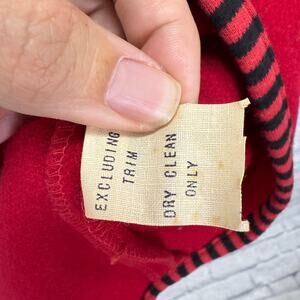 EXCLUDING
TRIM
DRY CLEAN
ONLY